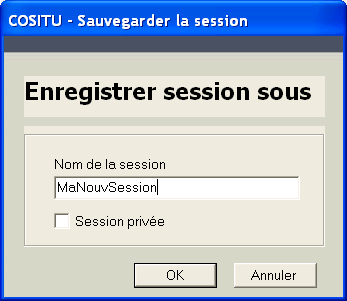 COSITU - Sauvegarder la session
Enregistrer session sous
Nom de la session
MaNouvSession
Session privée
OK
Annuler